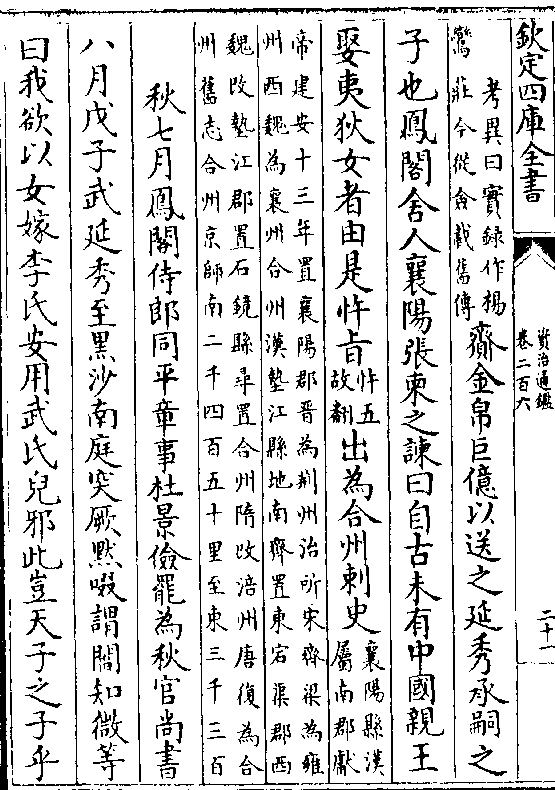 欽定四庫全書
資治通鑑
卷二百六
二十一
考異曰實録作楊
鸞莊今從僉載舊傳
齎金帛巨億以送之延秀承嗣之
子也鳳閣舍人襄陽張柬之諫曰自古未有中國親王
娶夷狄女者由是忤旨
忤五
故翻
出為合州刺史
襄陽縣漢
屬南郡獻
帝建安十三年置襄陽郡晉為荆州治所宋齊梁為雍
州西魏為襄州合州漢墊江縣地南齊置東宕渠郡西
魏改墊江郡置石鏡縣尋置合州隋改涪州唐復為合
州舊志合州京師南二千四百五十里至東三千三百
秋七月鳳閣侍郎同平章事杜景儉罷為秋官尚書
八月戊子武延秀至黑沙南庭突厥黙啜謂閻知微等
曰我欲以女嫁李氏安用武氏兒邪此豈天子之子乎